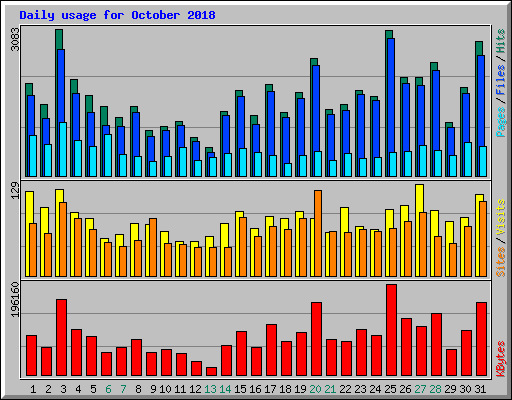 Daily usage for October 2018
3083
Pages / Files / Hits
129
Sites / Visits
196160
KBytes
1 2 3 4 5 6 7 8 9 10 11 12 13 14 15 16 17 18 19 20 21 22 23 24 25 26 27 28 29 30 31